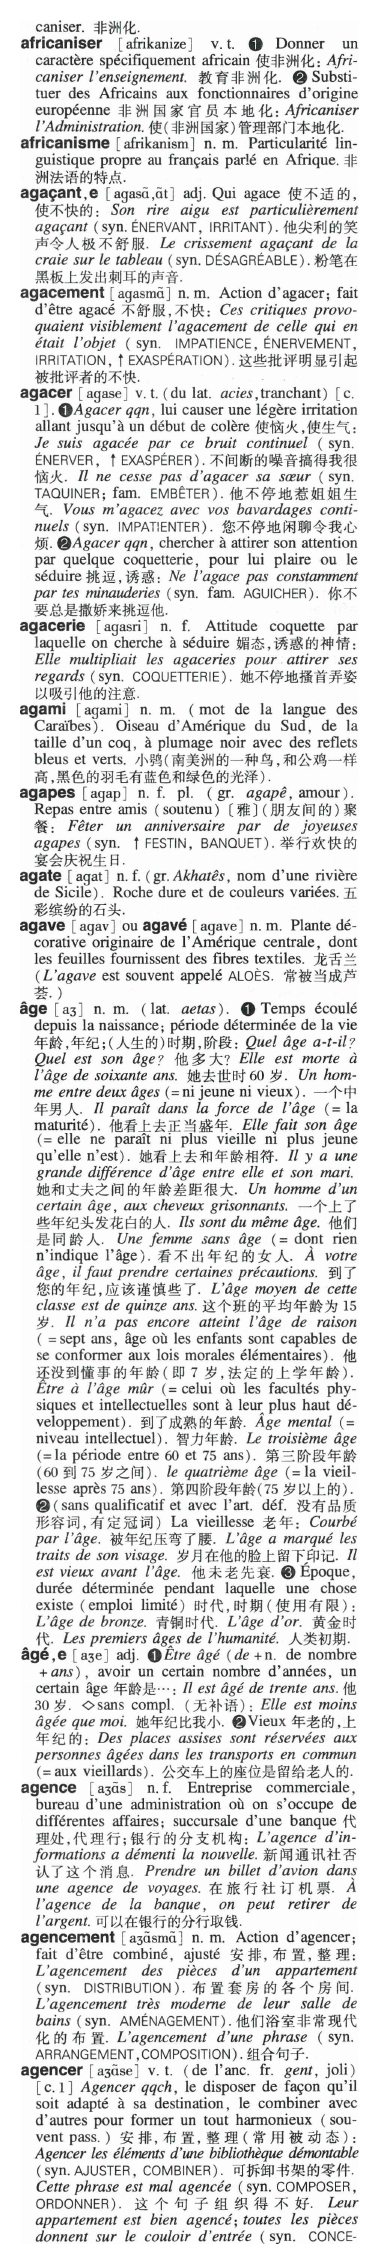 caniser. 非洲化.
africaniser [afrikanize] v. t. ❶ Donner un
caractère spécifiquement africain 使非洲化: Afri-
caniser l'enseignement. 教育非洲化. ❷ Substi-
tuer des Africains aux fonctionnaires d'origine
européenne 非洲国家官员本地化: Africaniser
l'Administration. 使(非洲国家)管理部门本地化.
africanisme [afrikanism] n. m. Particularité lin-
guistique propre au français parlé en Afrique. 非
洲法语的特点.
agaçant,e [agasɑ̃,ɑ̃t] adj. Qui agace 使不适的,
使不快的: Son rire aigu est particulièrement
agaçant (syn. ÉNERVANT, IRRITANT). 他尖利的笑
声令人极不舒服. Le crissement agaçant de la
craie sur le tableau (syn. DÉSAGRÉABLE). 粉笔在
黑板上发出刺耳的声音.
agacement [agasmɑ̃] n. m. Action d'agacer; fait
d'être agacé 不舒服,不快: Ces critiques provo-
quaient visiblement l'agacement de celle qui en
était l'objet (syn. IMPATIENCE, ÉNERVEMENT,
IRRITATION, ↑ EXASPÉRATION). 这些批评明显引起
被批评者的不快.
agacer [agase] v. t. (du lat. acies,tranchant) [c.
1]. ❶Agacer qqn, lui causer une légère irritation
allant jusqu'à un début de colère 使恼火,使生气:
Je suis agacée par ce bruit continuel (syn.
ÉNERVER, ↑ EXASPÉRER). 不间断的噪音搞得我很
恼火. Il ne cesse pas d'agacer sa sœur (syn.
TAQUINER; fam. EMBÊTER). 他不停地惹姐姐生
气. Vous m'agacez avec vos bavardages conti-
nuels (syn. IMPATIENTER). 您不停地闲聊令我心
烦. ❷Agacer qqn, chercher à attirer son attention
par quelque coquetterie, pour lui plaire ou le
séduire 挑逗,诱惑: Ne l'agace pas constamment
par tes minauderies (syn. fam. AGUICHER). 你不
要总是撒娇来挑逗他.
agacerie [agasri] n. f. Attitude coquette par
laquelle on cherche à séduire 媚态,诱惑的神情:
Elle multipliait les agaceries pour attirer ses
regards (syn. COQUETTERIE). 她不停地搔首弄姿
以吸引他的注意.
agami [agami] n. m. (mot de la langue des
Caraïbes). Oiseau d'Amérique du Sud, de la
taille d'un coq, à plumage noir avec des reflets
bleus et verts. 小鹗(南美洲的一种鸟,和公鸡一样
高,黑色的羽毛有蓝色和绿色的光泽).
agapes [agap] n. f. pl. (gr. agapê, amour).
Repas entre amis (soutenu) 〔雅〕(朋友间的)聚
餐: Fêter un anniversaire par de joyeuses
agapes (syn. ↑ FESTIN, BANQUET). 举行欢快的
宴会庆祝生日.
agate [agat] n. f. (gr. Akhatês, nom d'une rivière
de Sicile). Roche dure et de couleurs variées. 五
彩缤纷的石头.
agave [agav] ou agavé [agave] n. m. Plante dé-
corative originaire de l'Amérique centrale, dont
les feuilles fournissent des fibres textiles. 龙舌兰
(L'agave est souvent appelé ALOÈS. 常被当成芦
荟.)
âge [aʒ] n. m. (lat. aetas). ❶ Temps écoulé
depuis la naissance; période déterminée de la vie
年龄,年纪;(人生的)时期,阶段: Quel âge a-t-il?
Quel est son âge? 他多大? Elle est morte à
l'âge de soixante ans. 她去世时60岁. Un hom-
me entre deux âges (= ni jeune ni vieux). 一个中
年男人. Il paraît dans la force de l'âge (= la
maturité). 他看上去正当盛年. Elle fait son âge
(= elle ne paraît ni plus vieille ni plus jeune
qu'elle n'est). 她看上去和年龄相符. Il y a une
grande différence d'âge entre elle et son mari.
她和丈夫之间的年龄差距很大. Un homme d'un
certain âge, aux cheveux grisonnants. 一个上了
些年纪头发花白的人. Ils sont du même âge. 他们
是同龄人. Une femme sans âge (= dont rien
n'indique l'âge). 看不出年纪的女人. À votre
âge, il faut prendre certaines précautions. 到了
您的年纪,应该谨慎些了. L'âge moyen de cette
classe est de quinze ans. 这个班的平均年龄为15
岁. Il n'a pas encore atteint l'âge de raison
(= sept ans, âge où les enfants sont capables de
se conformer aux lois morales élémentaires). 他
还没到懂事的年龄(即7岁,法定的上学年龄).
Être à l'âge mûr (= celui où les facultés phy-
siques et intellectuelles sont à leur plus haut dé-
veloppement). 到了成熟的年龄. Âge mental (=
niveau intellectuel). 智力年龄. Le troisième âge
(= la période entre 60 et 75 ans). 第三阶段年龄
(60到75岁之间). le quatrième âge (= la vieil-
lesse après 75 ans). 第四阶段年龄(75岁以上的).
❷ (sans qualificatif et avec l'art. déf. 没有品质
形容词,有定冠词) La vieillesse 老年: Courbé
par l'âge. 被年纪压弯了腰. L'âge a marqué les
traits de son visage. 岁月在他的脸上留下印记. Il
est vieux avant l'âge. 他未老先衰. ❸ Époque,
durée déterminée pendant laquelle une chose
existe (emploi limité) 时代,时期(使用有限):
L'âge de bronze. 青铜时代. L'âge d'or. 黄金时
代. Les premiers âges de l'humanité. 人类初期.
âgé,e [aʒe] adj. ❶Être âgé (de + n. de nombre
+ ans), avoir un certain nombre d'années, un
certain âge 年龄是…: Il est âgé de trente ans. 他
30岁. ◇sans compl. (无补语): Elle est moins
âgée que moi. 她年纪比我小. ❷Vieux 年老的,上
年纪的: Des places assises sont réservées aux
personnes âgées dans les transports en commun
(= aux vieillards). 公交车上的座位是留给老人的.
agence [aʒɑ̃s] n. f. Entreprise commerciale,
bureau d'une administration où on s'occupe de
différentes affaires; succursale d'une banque 代
理处,代理行;银行的分支机构: L'agence d'in-
formations a démenti la nouvelle. 新闻通讯社否
认了这个消息. Prendre un billet d'avion dans
une agence de voyages. 在旅行社订机票. À
l'agence de la banque, on peut retirer de
l'argent. 可以在银行的分行取钱.
agencement [aʒɑ̃smɑ̃] n. m. Action d'agencer;
fait d'être combiné, ajusté 安排,布置,整理:
L'agencement des pièces d'un appartement
(syn. DISTRIBUTION). 布置套房的各个房间.
L'agencement très moderne de leur salle de
bains (syn. AMÉNAGEMENT). 他们浴室非常现代
化的布置. L'agencement d'une phrase (syn.
ARRANGEMENT,COMPOSITION). 组合句子.
agencer [aʒɑ̃se] v. t. (de l'anc. fr. gent, joli)
[c. 1] Agencer qqch, le disposer de façon qu'il
soit adapté à sa destination, le combiner avec
d'autres pour former un tout harmonieux (sou-
vent pass.) 安排,布置,整理(常用被动态):
Agencer les éléments d'une bibliothèque démontable
(syn. AJUSTER, COMBINER). 可拆卸书架的零件.
Cette phrase est mal agencée (syn. COMPOSER,
ORDONNER). 这个句子组织得不好. Leur
appartement est bien agencé; toutes les pièces
donnent sur le couloir d'entrée (syn. CONCE-